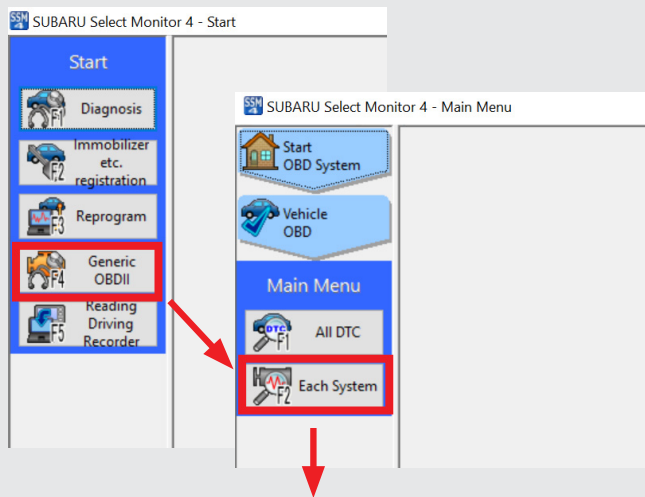 SSM 4 SUBARU Select Monitor 4 - Start
Start
F1 Diagnosis
F2 Immobilizer
etc.
registration
F3 Reprogram
F4 Generic
OBDII
F5 Reading
Driving
Recorder
SSM 4 SUBARU Select Monitor 4 - Main Menu
Start
OBD System
Vehicle
OBD
Main Menu
DTC F1 All DTC
F2 Each System